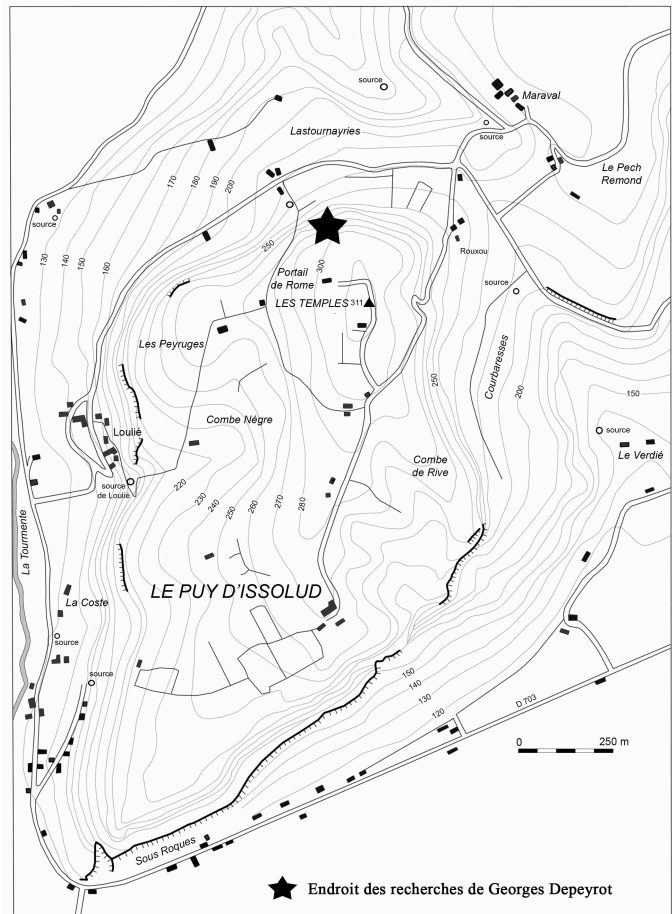 source
Maraval
source
Lastournayries
Le Pech
Remond
170
180
190
200
source
130
140
150
160
250
Rouxou
Portail
de Rome
300
source
LES TEMPLES 311
Les Peyruges
Courbaresses
250
200
150
Combe Négre
Loulié
source
Le Verdié
Combe
de Rive
source
de Loulié
220
230
240
250
260
270
280
La Tourmente
LE PUY D'ISSOLUD
La Coste
source
source
150
140
130
120
D 703
0 250 m
Sous Roques
Endroit des recherches de Georges Depeyrot